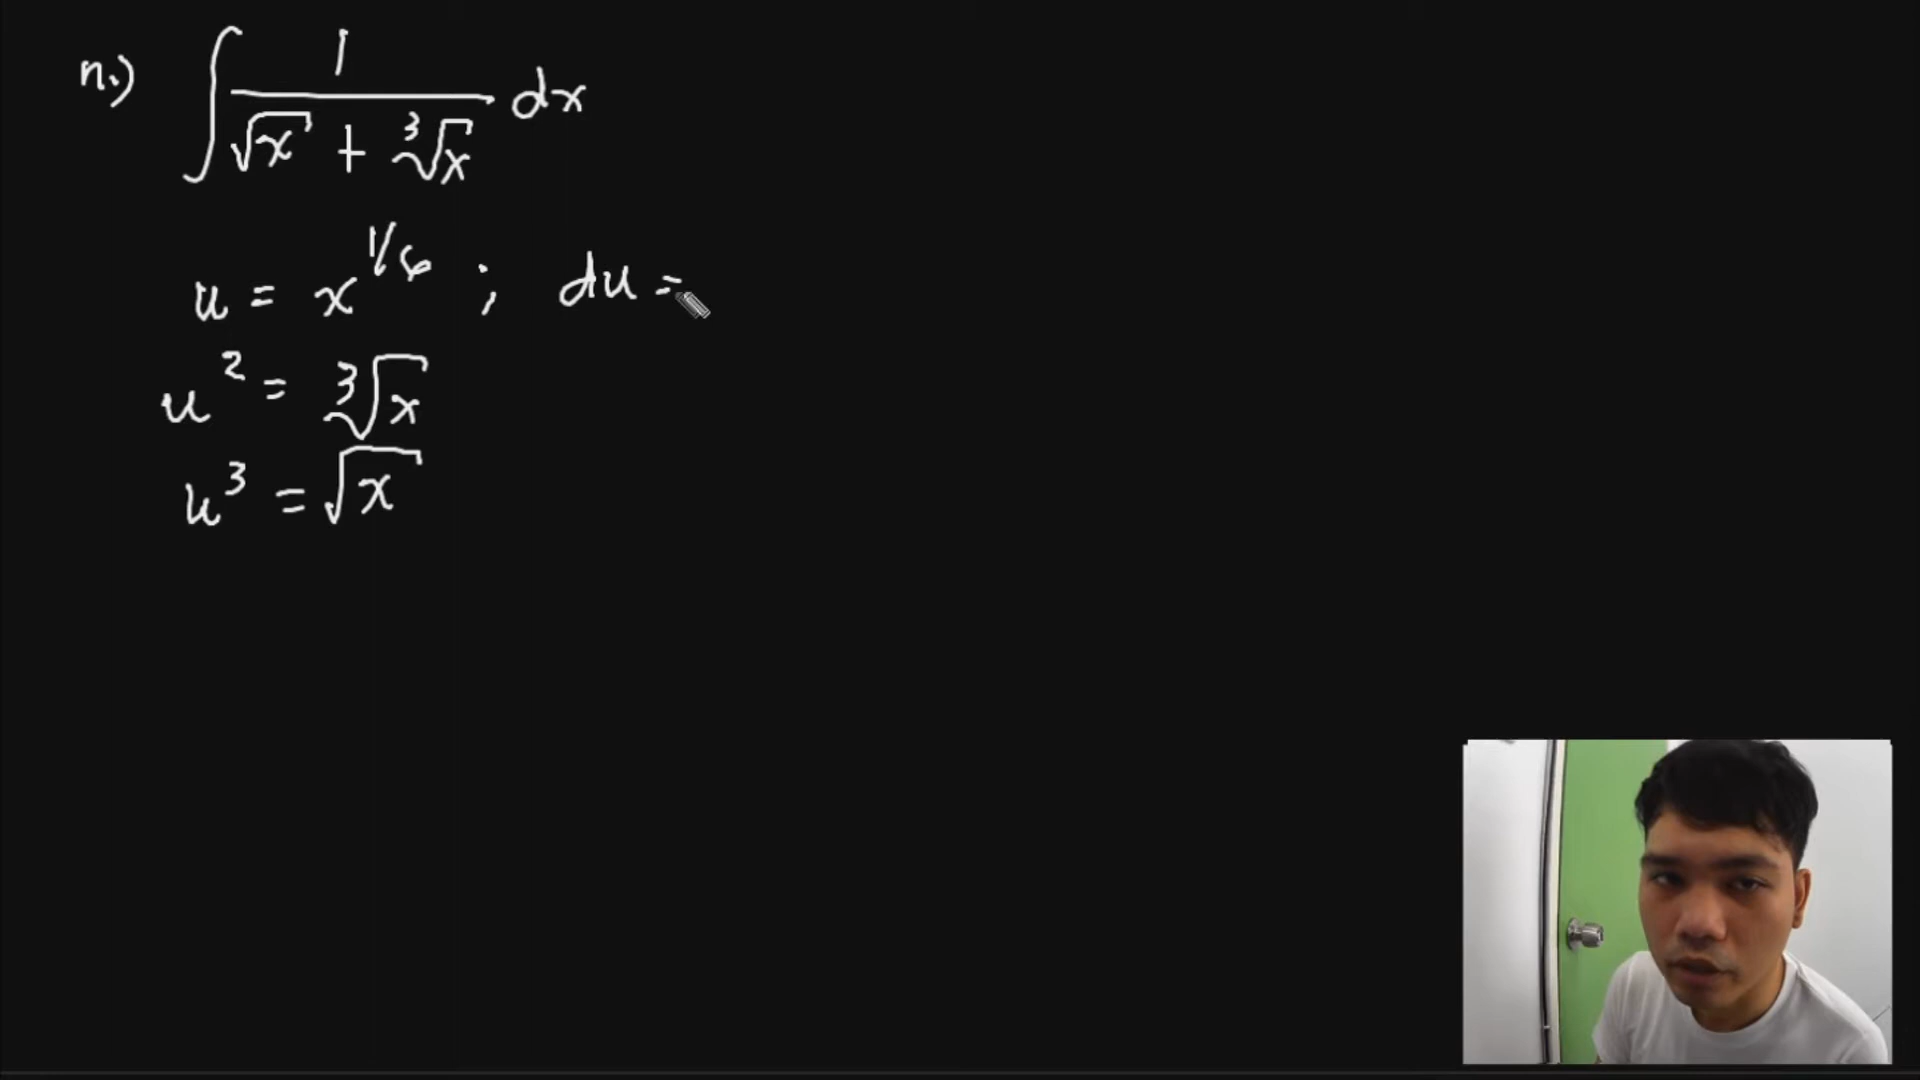 n.) ∫ 1/(√x + ∛x) dx
u = x^{1/6} ; du =
u² = ∛x
u³ = √x